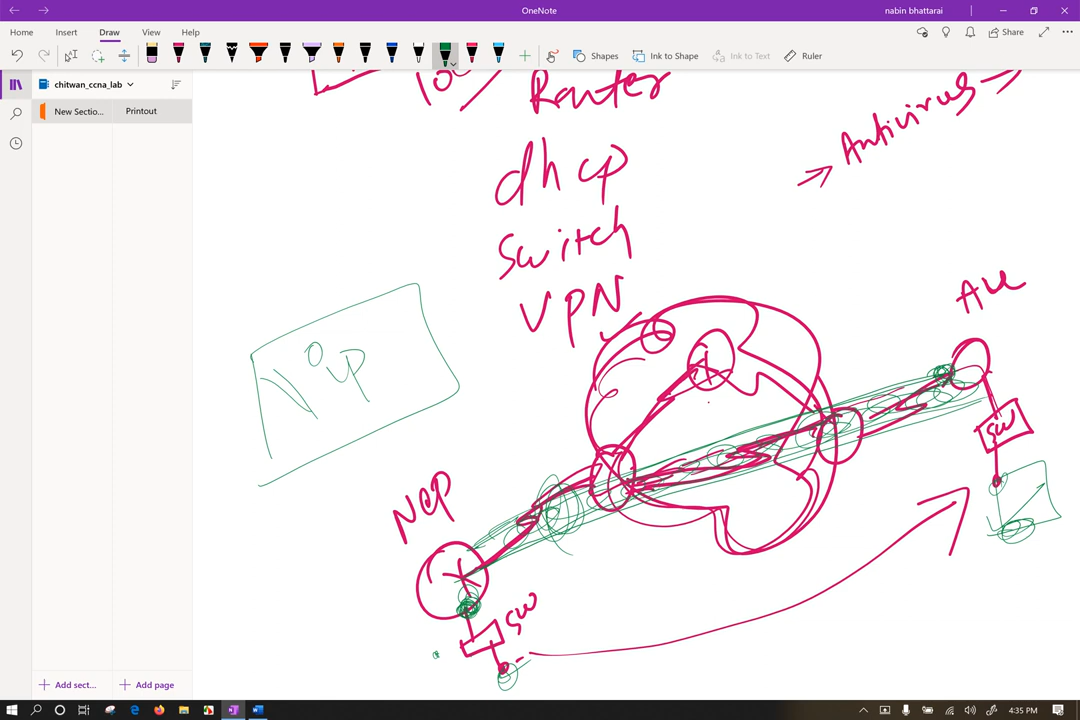 OneNote
nabin bhattarai
Home
Insert
Draw
View
Help
Share
Shapes
Ink to Shape
Ink to Text
Ruler
chitwan_ccna_lab
New Sectio...
Printout
Router
Antivirus
dhcp
Switch
VPN
SW
NeP
SW
Add sect...
Add page
4:35 PM